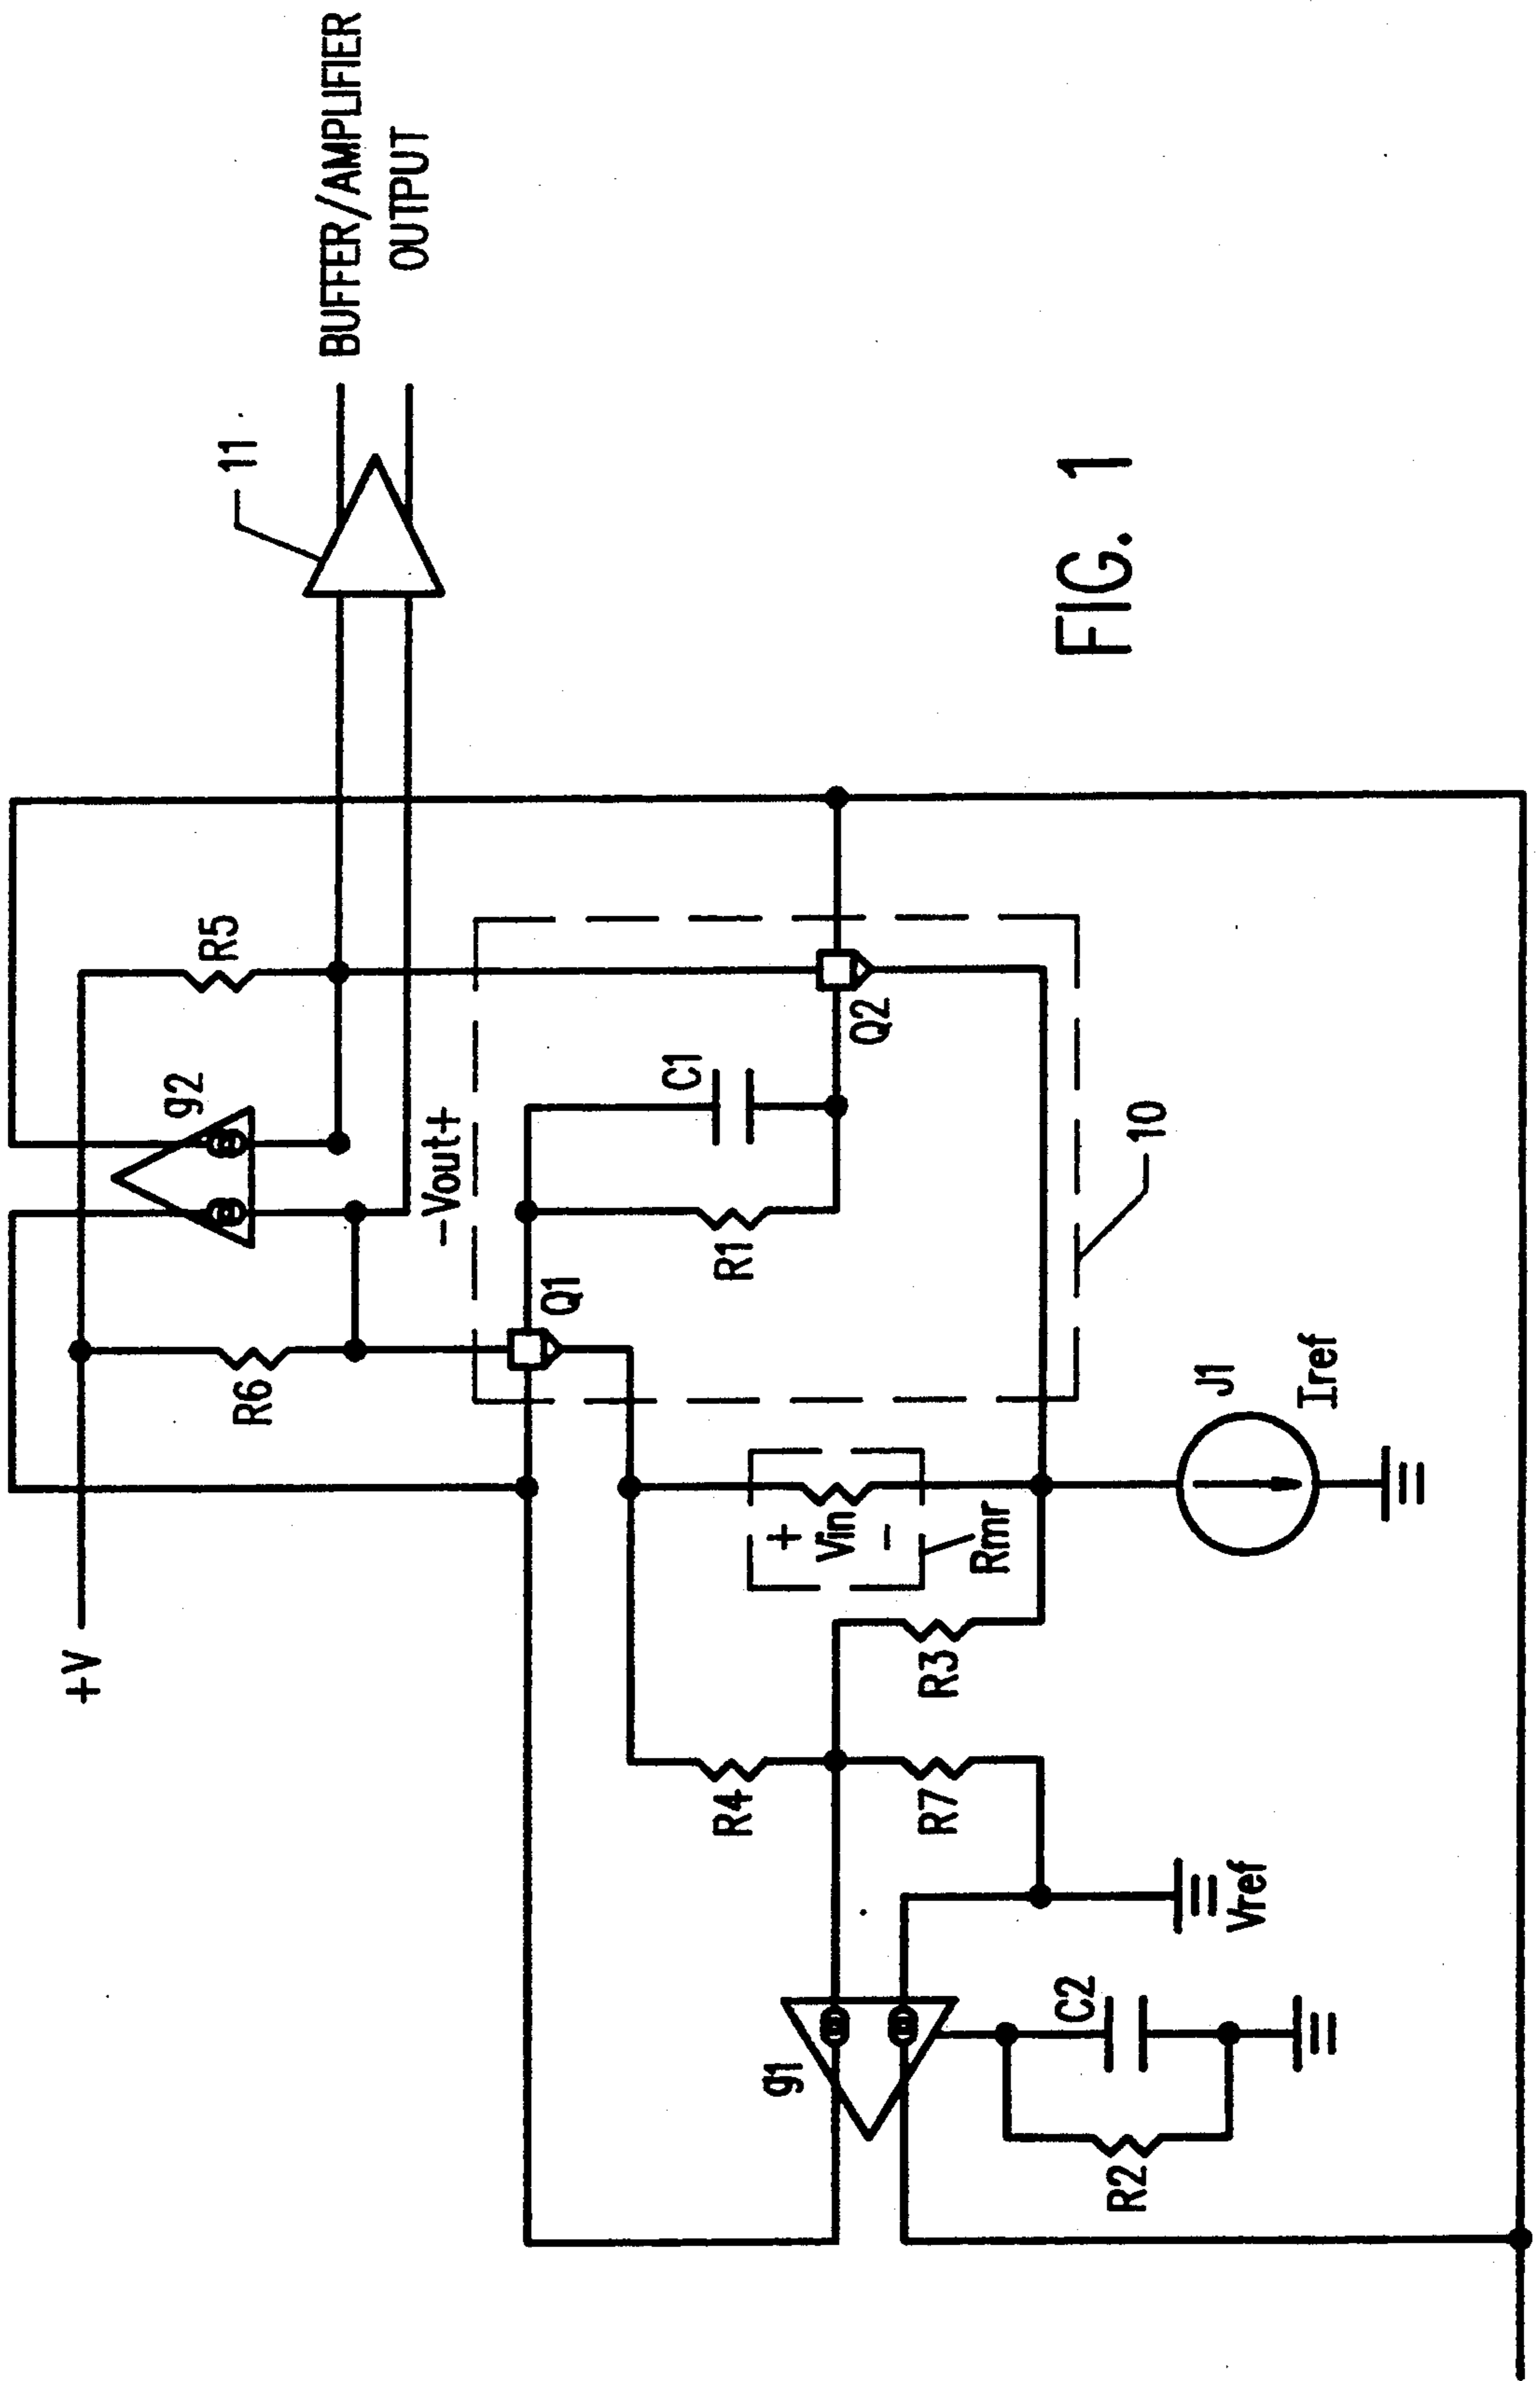 +V
R6
R5
g2
11
BUFFER/AMPLIFIER
OUTPUT
-Vout+
Q1
C1
R1
Q2
10
R4
+
Vin
-
Rmr
R3
R7
g1
C2
R2
Vref
J1
Iref
FIG. 1